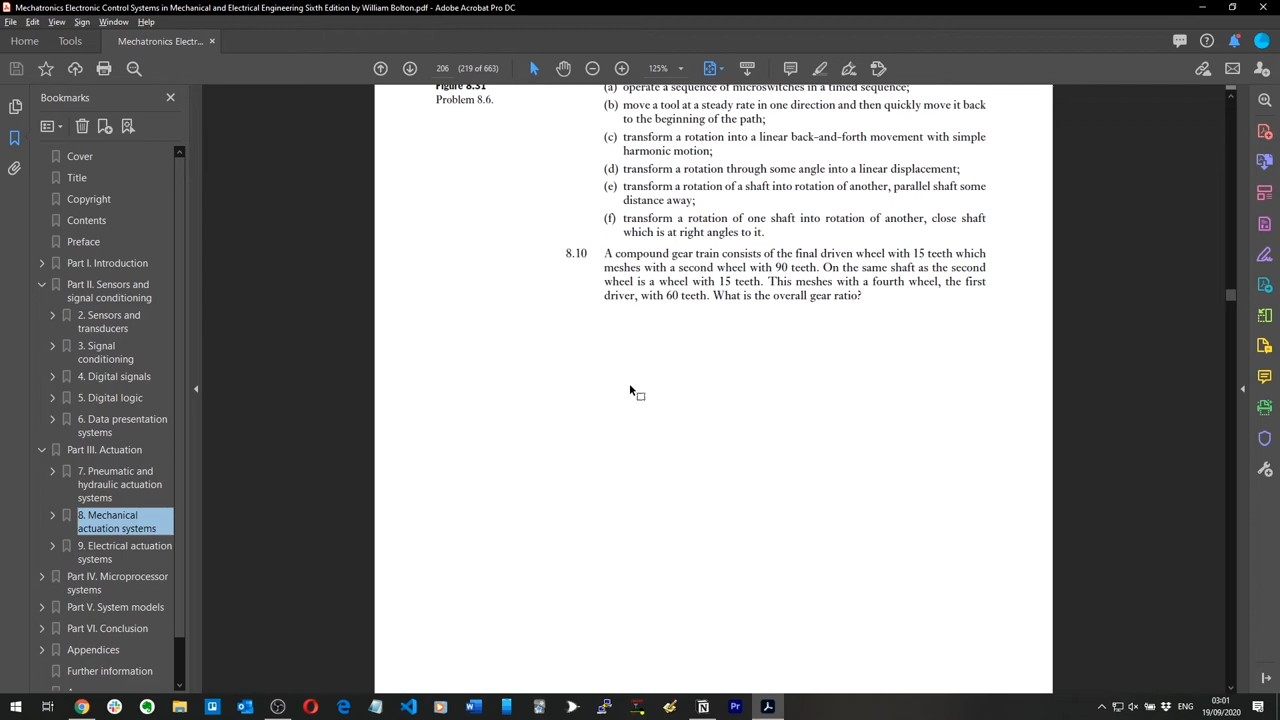 Mechatronics Electronic Control Systems in Mechanical and Electrical Engineering Sixth Edition by William Bolton.pdf - Adobe Acrobat Pro DC
File Edit View Sign Window Help
Home Tools Mechatronics Electr... ×
206 (219 of 663) 125%
Bookmarks
Cover
Title
Copyright
Contents
Preface
Part I. Introduction
Part II. Sensors and
signal conditioning
2. Sensors and
transducers
3. Signal
conditioning
4. Digital signals
5. Digital logic
6. Data presentation
systems
Part III. Actuation
7. Pneumatic and
hydraulic actuation
systems
8. Mechanical
actuation systems
9. Electrical actuation
systems
Part IV. Microprocessor
systems
Part V. System models
Part VI. Conclusion
Appendices
Further information
Figure 8.31
Problem 8.6.
(a) operate a sequence of microswitches in a timed sequence;
(b) move a tool at a steady rate in one direction and then quickly move it back
to the beginning of the path;
(c) transform a rotation into a linear back-and-forth movement with simple
harmonic motion;
(d) transform a rotation through some angle into a linear displacement;
(e) transform a rotation of a shaft into rotation of another, parallel shaft some
distance away;
(f) transform a rotation of one shaft into rotation of another, close shaft
which is at right angles to it.
8.10 A compound gear train consists of the final driven wheel with 15 teeth which
meshes with a second wheel with 90 teeth. On the same shaft as the second
wheel is a wheel with 15 teeth. This meshes with a fourth wheel, the first
driver, with 60 teeth. What is the overall gear ratio?
ENG
03:01
19/09/2020